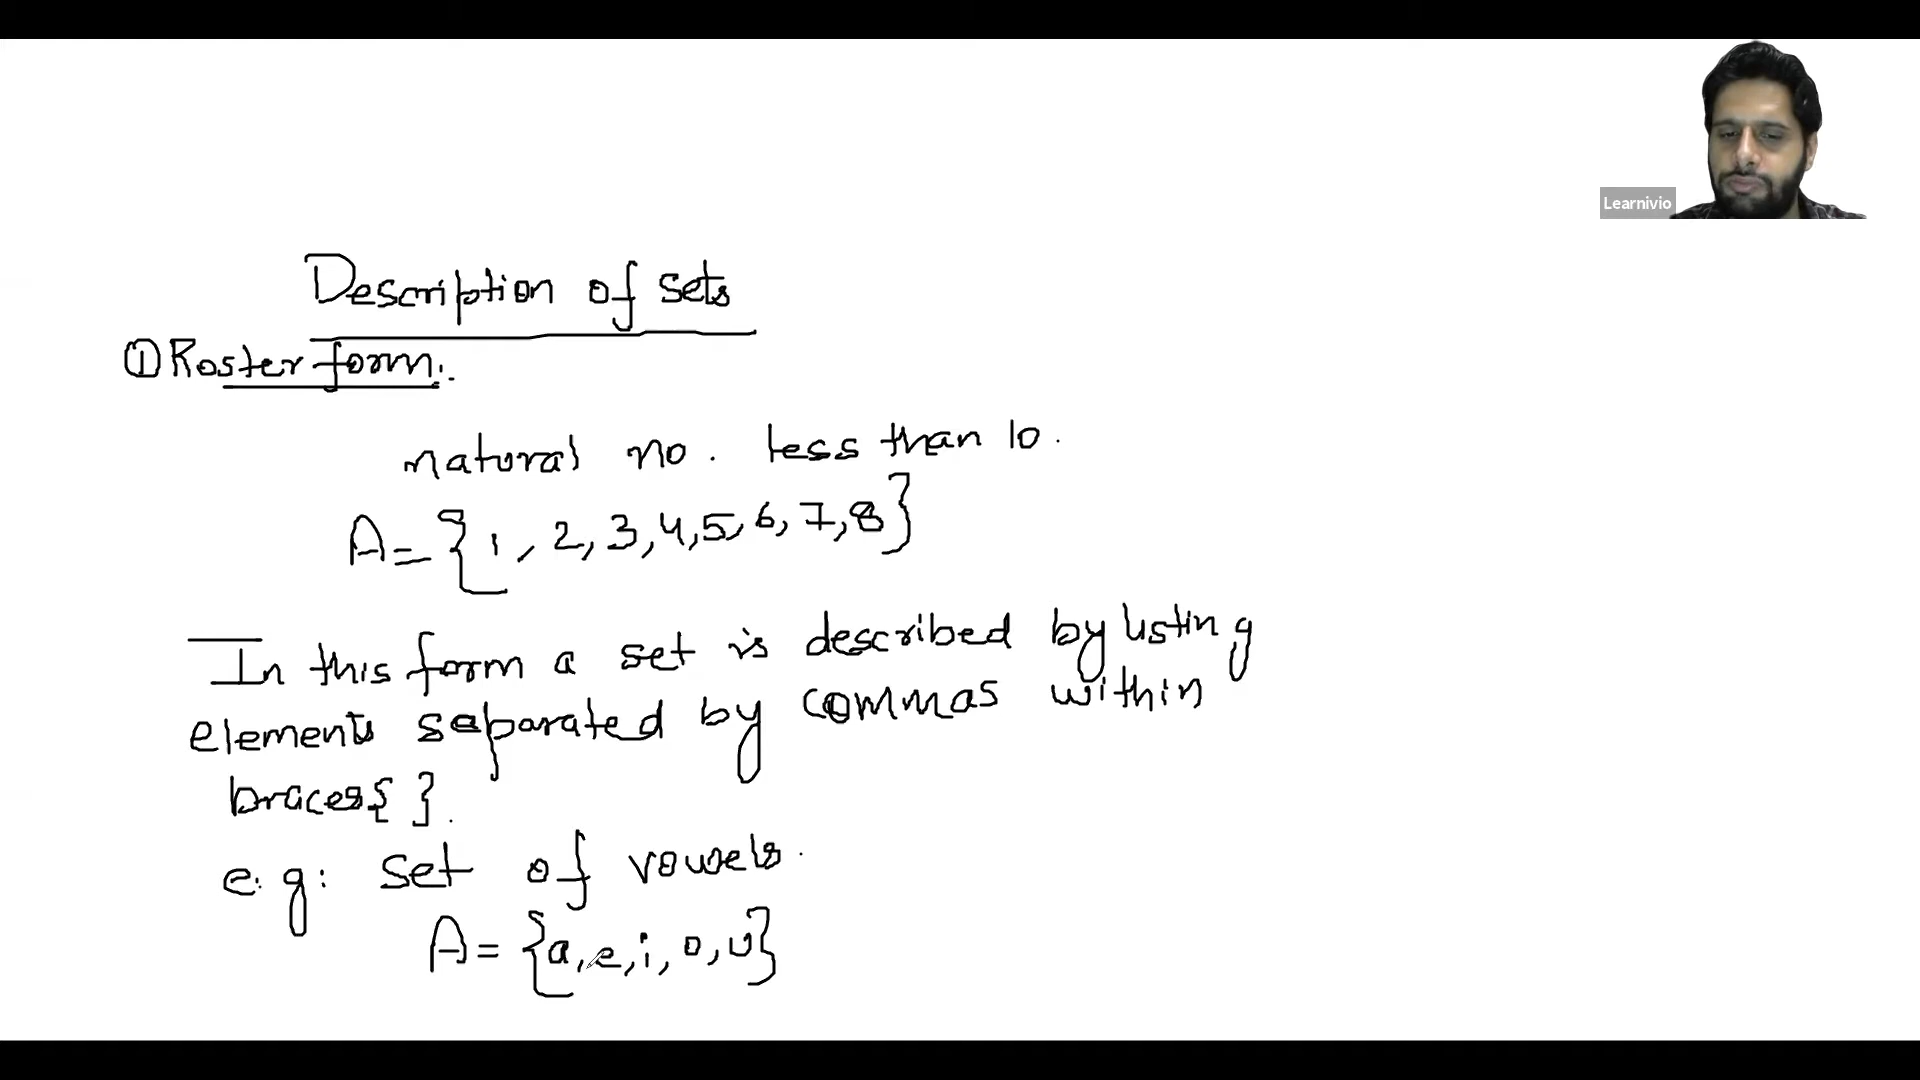 Learnivio
Description of sets
① Roster form:
natural no. less than 10.
A = {1, 2, 3, 4, 5, 6, 7, 8}
In this form a set is described by listing
elements separated by commas within
braces { }.
e.g: set of vowels.
A = {a, e, i, o, u}